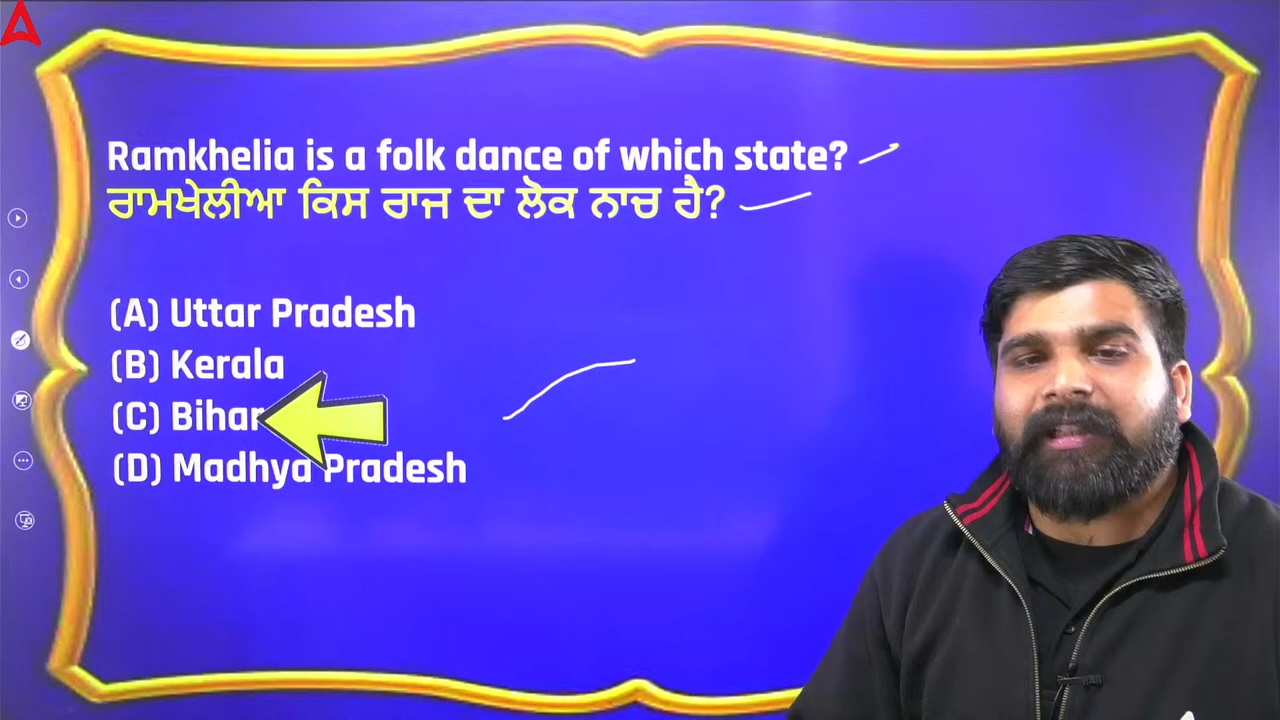 Ramkhelia is a folk dance of which state?
ਰਾਮਖੇਲੀਆ ਕਿਸ ਰਾਜ ਦਾ ਲੋਕ ਨਾਚ ਹੈ?
(A) Uttar Pradesh
(B) Kerala
(C) Bihar
(D) Madhya Pradesh